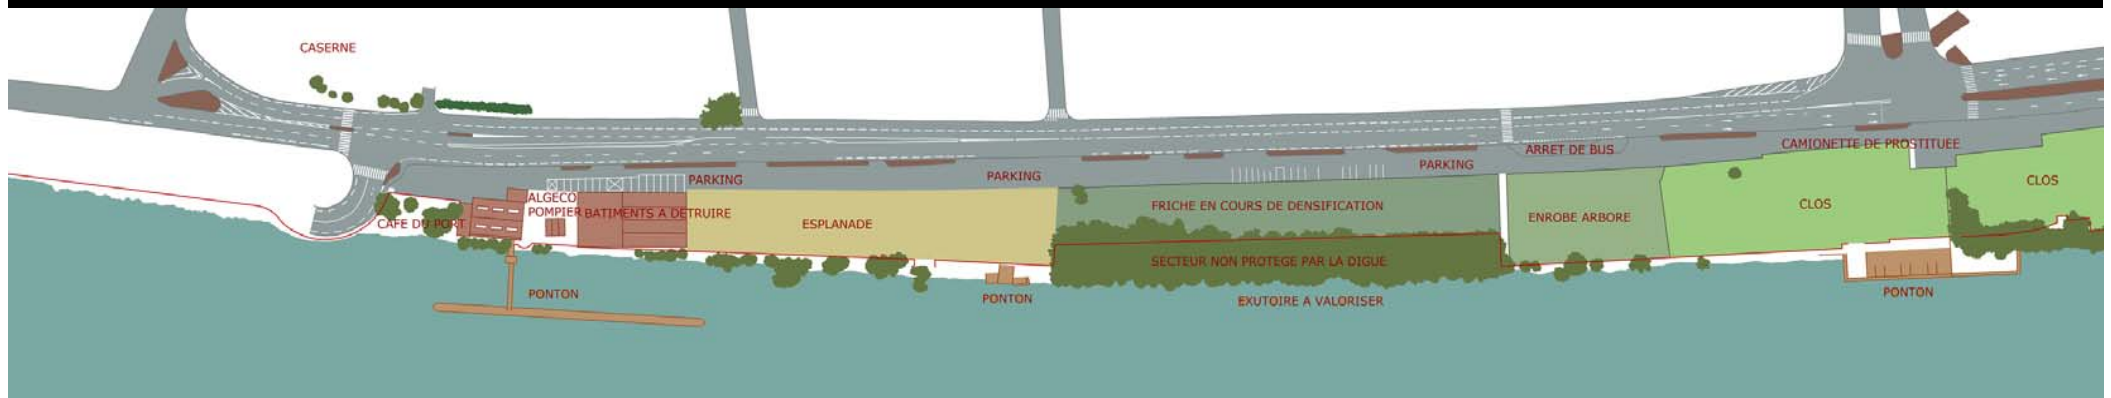 CASERNE
CAMIONETTE DE PROSTITUEE
ARRET DE BUS
PARKING
PARKING
PARKING
CLOS
ALGECO
POMPIER
BATIMENTS A DETRUIRE
CAFE DU PORT
ESPLANADE
FRICHE EN COURS DE DENSIFICATION
ENROBE ARBORE
CLOS
SECTEUR NON PROTEGE PAR LA DIGUE
PONTON
PONTON
EXUTOIRE A VALORISER
PONTON